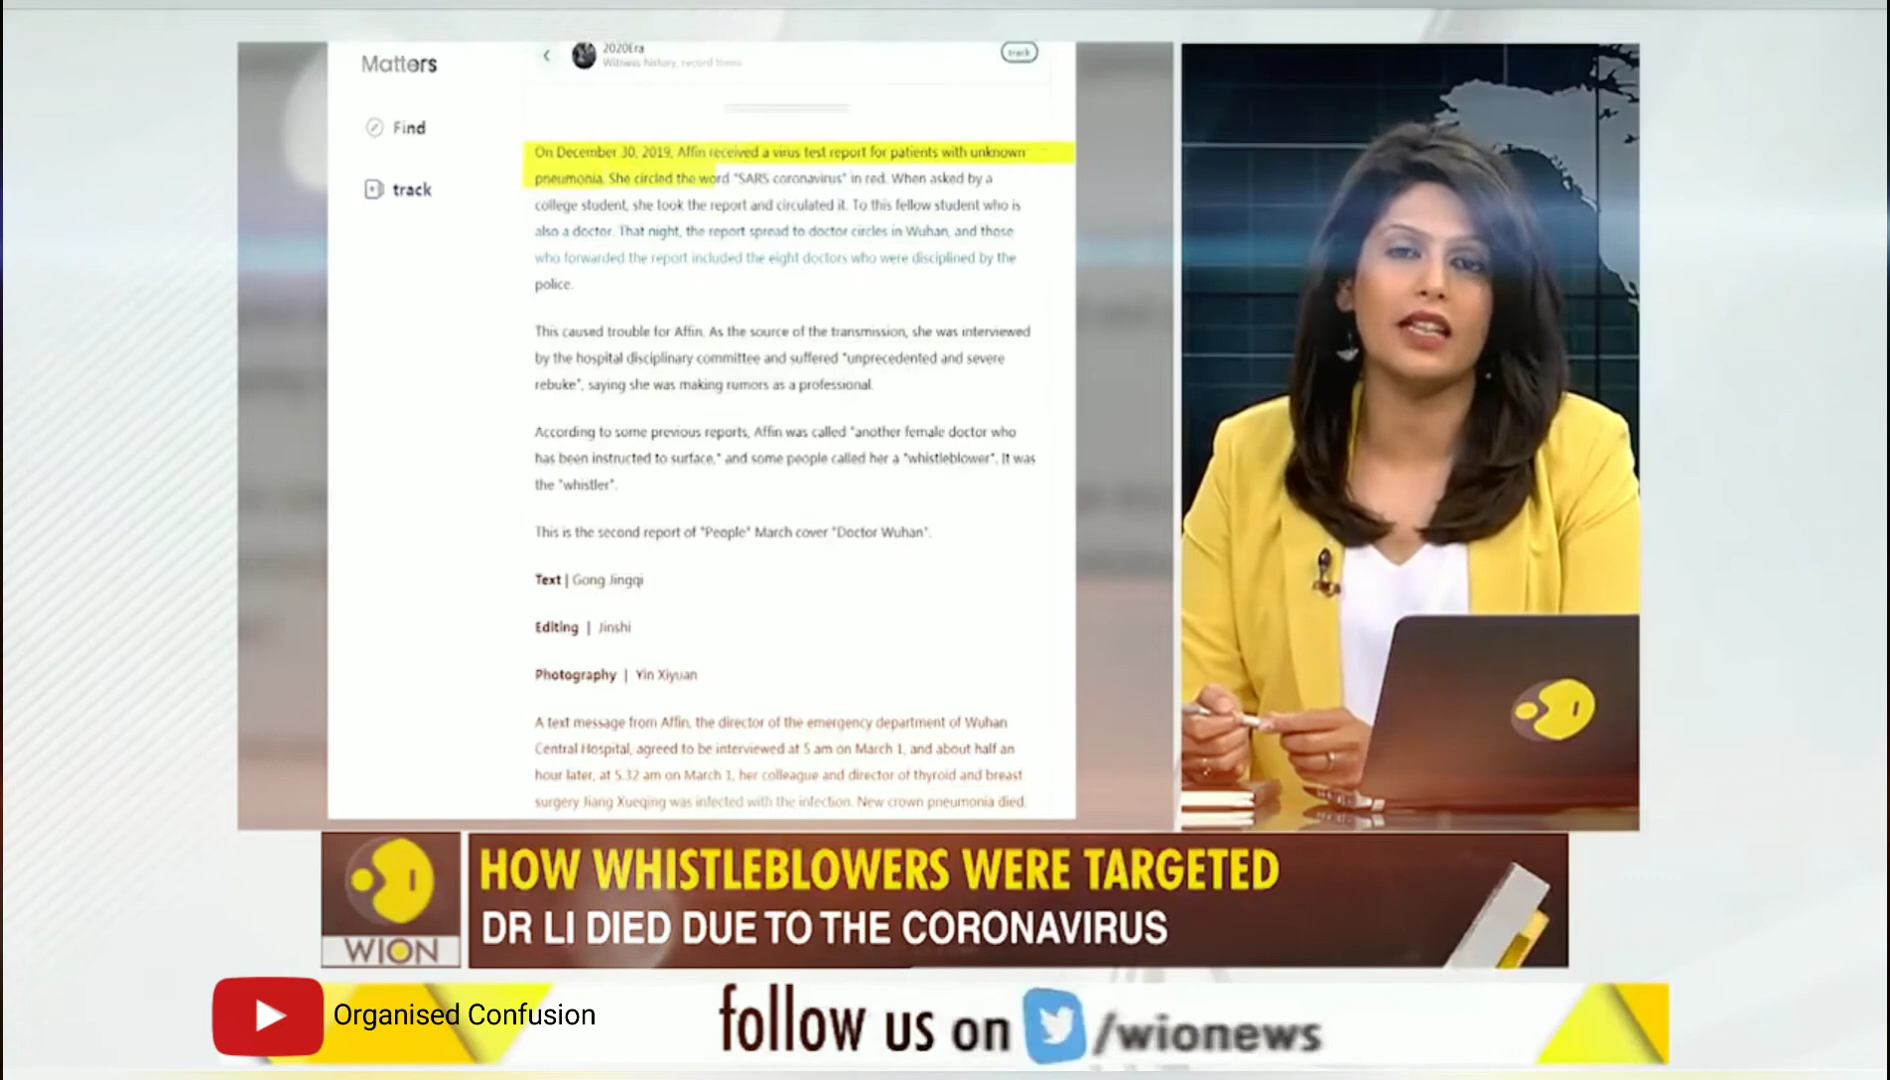 Matters
Find
track
2020Era
Witness history, record times
track
On December 30, 2019, Affin received a virus test report for patients with unknown
pneumonia. She circled the word "SARS coronavirus" in red. When asked by a
college student, she took the report and circulated it. To this fellow student who is
also a doctor. That night, the report spread to doctor circles in Wuhan, and those
who forwarded the report included the eight doctors who were disciplined by the
police.
This caused trouble for Affin. As the source of the transmission, she was interviewed
by the hospital disciplinary committee and suffered "unprecedented and severe
rebuke", saying she was making rumors as a professional.
According to some previous reports, Affin was called "another female doctor who
has been instructed to surface," and some people called her a "whistleblower". It was
the "whistler".
This is the second report of "People" March cover "Doctor Wuhan".
Text | Gong Jingqi
Editing | Jinshi
Photography | Yin Xiyuan
A text message from Affin, the director of the emergency department of Wuhan
Central Hospital, agreed to be interviewed at 5 am on March 1, and about half an
hour later, at 5.32 am on March 1, her colleague and director of thyroid and breast
surgery Jiang Xueqing was infected with the infection. New crown pneumonia died.
HOW WHISTLEBLOWERS WERE TARGETED
DR LI DIED DUE TO THE CORONAVIRUS
WION
Organised Confusion
follow us on /wionews